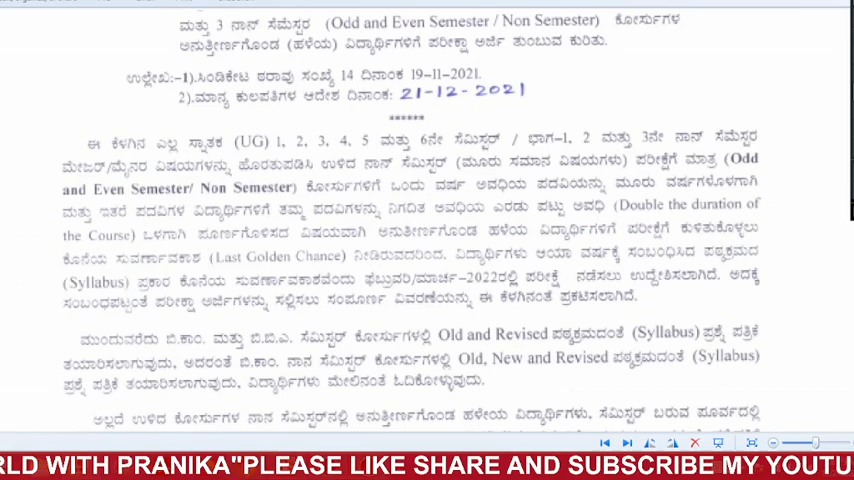 ಮತ್ತು 3 ನಾನ್ ಸೆಮೆಸ್ಟರ (Odd and Even Semester / Non Semester) ಕೋರ್ಸುಗಳ
ಅನುತ್ತೀರ್ಣಗೊಂಡ (ಹಳೆಯ) ವಿದ್ಯಾರ್ಥಿಗಳಿಗೆ ಪರೀಕ್ಷಾ ಅರ್ಜಿ ತುಂಬುವ ಕುರಿತು.
ಉಲ್ಲೇಖ:-1).ಸಿಂಡಿಕೇಟ ಠರಾವು ಸಂಖ್ಯೆ 14 ದಿನಾಂಕ 19-11-2021.
2).ಮಾನ್ಯ ಕುಲಪತಿಗಳ ಆದೇಶ ದಿನಾಂಕ: 21-12-2021
******
ಈ ಕೆಳಗಿನ ಎಲ್ಲ ಸ್ನಾತಕ (UG) 1, 2, 3, 4, 5 ಮತ್ತು 6ನೇ ಸೆಮಿಸ್ಟರ್ / ಭಾಗ-1, 2 ಮತ್ತು 3ನೇ ನಾನ್ ಸೆಮೆಸ್ಟರ
ಮೇಜರ್/ಮೈನರ ವಿಷಯಗಳನ್ನು ಹೊರತುಪಡಿಸಿ ಉಳಿದ ನಾನ್ ಸೆಮಿಸ್ಟರ್ (ಮೂರು ಸಮಾನ ವಿಷಯಗಳು) ಪರೀಕ್ಷೆಗೆ ಮಾತ್ರ (Odd
and Even Semester/ Non Semester) ಕೋರ್ಸುಗಳಿಗೆ ಒಂದು ವರ್ಷ ಅವಧಿಯ ಪದವಿಯನ್ನು ಮೂರು ವರ್ಷಗಳೊಳಗಾಗಿ
ಮತ್ತು ಇತರೆ ಪದವಿಗಳ ವಿದ್ಯಾರ್ಥಿಗಳಿಗೆ ತಮ್ಮ ಪದವಿಗಳನ್ನು ನಿಗದಿತ ಅವಧಿಯ ಎರಡು ಪಟ್ಟು ಅವಧಿ (Double the duration of
the Course) ಒಳಗಾಗಿ ಪೂರ್ಣಗೊಳಿಸದ ವಿಷಯವಾಗಿ ಅನುತೀರ್ಣಗೊಂಡ ಹಳೆಯ ವಿದ್ಯಾರ್ಥಿಗಳಿಗೆ ಪರೀಕ್ಷೆಗೆ ಕುಳಿತುಕೊಳ್ಳಲು
ಕೊನೆಯ ಸುವರ್ಣಾವಕಾಶ (Last Golden Chance) ನೀಡಿರುವದರಿಂದ. ವಿದ್ಯಾರ್ಥಿಗಳು ಆಯಾ ವರ್ಷಕ್ಕೆ ಸಂಬಂಧಿಸಿದ ಪಠ್ಯಕ್ರಮದ
(Syllabus) ಪ್ರಕಾರ ಕೊನೆಯ ಸುವರ್ಣಾವಕಾಶವೆಂದು ಫೆಬ್ರುವರಿ/ಮಾರ್ಚ-2022ರಲ್ಲಿ ಪರೀಕ್ಷೆ ನಡೆಸಲು ಉದ್ದೇಶಿಸಲಾಗಿದೆ. ಅದಕ್ಕೆ
ಸಂಬಂಧಪಟ್ಟಂತೆ ಪರೀಕ್ಷಾ ಅರ್ಜಿಗಳನ್ನು ಸಲ್ಲಿಸಲು ಸಂಪೂರ್ಣ ವಿವರಣೆಯನ್ನು ಈ ಕೆಳಗಿನಂತೆ ಪ್ರಕಟಿಸಲಾಗಿದೆ.
ಮುಂದುವರೆದು ಬಿ.ಕಾಂ. ಮತ್ತು ಬಿ.ಬಿ.ಎ. ಸೆಮಿಸ್ಟರ್ ಕೋರ್ಸುಗಳಲ್ಲಿ Old and Revised ಪಠ್ಯಕ್ರಮದಂತೆ (Syllabus) ಪ್ರಶ್ನೆ ಪತ್ರಿಕೆ
ತಯಾರಿಸಲಾಗುವುದು, ಅದರಂತೆ ಬಿ.ಕಾಂ. ನಾನ ಸೆಮಿಸ್ಟರ್ ಕೋರ್ಸುಗಳಲ್ಲಿ Old, New and Revised ಪಠ್ಯಕ್ರಮದಂತೆ (Syllabus)
ಪ್ರಶ್ನೆ ಪತ್ರಿಕೆ ತಯಾರಿಸಲಾಗುವುದು, ವಿದ್ಯಾರ್ಥಿಗಳು ಮೇಲಿನಂತೆ ಓದಿಕೋಳ್ಳುವುದು.
ಅಲ್ಲದೆ ಉಳಿದ ಕೋರ್ಸುಗಳ ನಾನ ಸೆಮಿಸ್ಟರ್‌ನಲ್ಲಿ ಅನುತ್ತೀರ್ಣಗೊಂಡ ಹಳೇಯ ವಿದ್ಯಾರ್ಥಿಗಳು, ಸೆಮಿಸ್ಟರ್ ಬರುವ ಪೂರ್ವದಲ್ಲಿ
RLD WITH PRANIKA"PLEASE LIKE SHARE AND SUBSCRIBE MY YOUTU